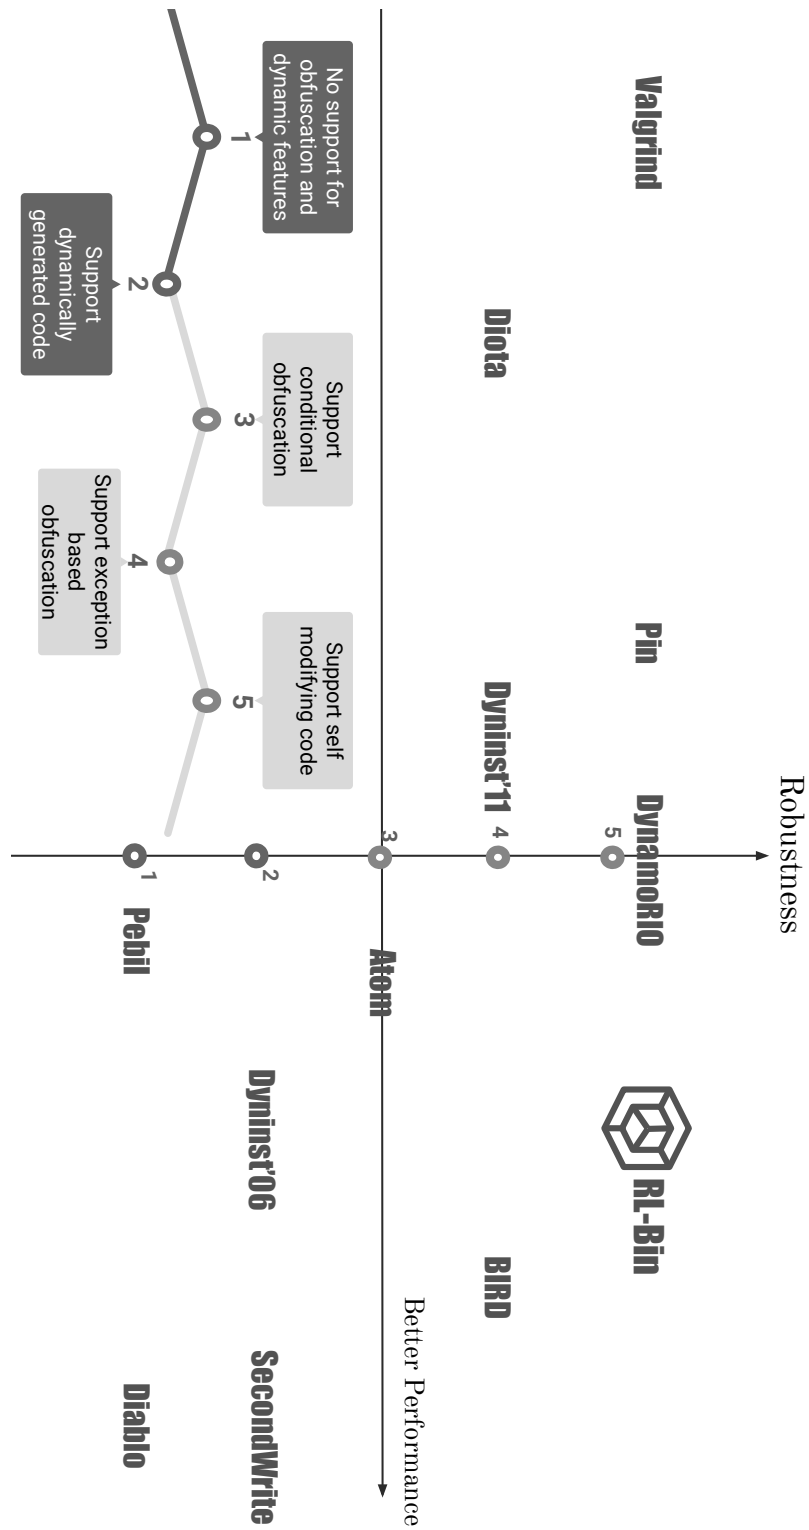 Robustness
Valgrind
Pin
DynamoRIO
RL-Bin
5
Diota
Dyninst'11
4
BIRD
Better Performance
3
Atom
No support for
obfuscation and
dynamic features
1
Support
conditional
obfuscation
3
Support self
modifying code
5
2
Support
dynamically
generated code
4
Support exception
based
obfuscation
2
Dyninst'06
SecondWrite
1
Pebil
Diablo